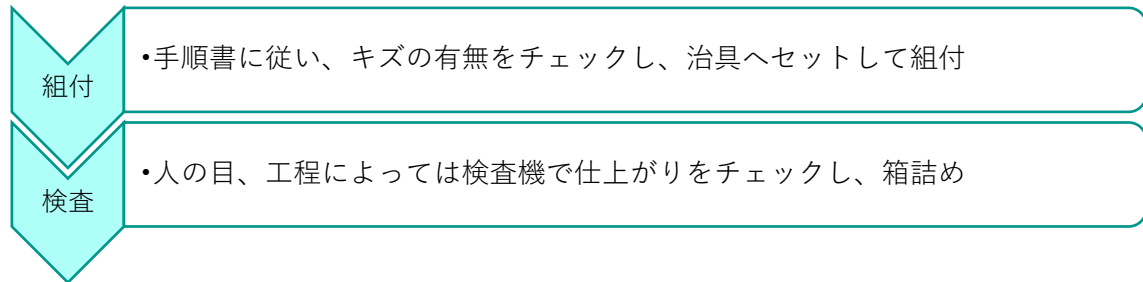 組付
•手順書に従い、キズの有無をチェックし、治具へセットして組付
検査
•人の目、工程によっては検査機で仕上がりをチェックし、箱詰め